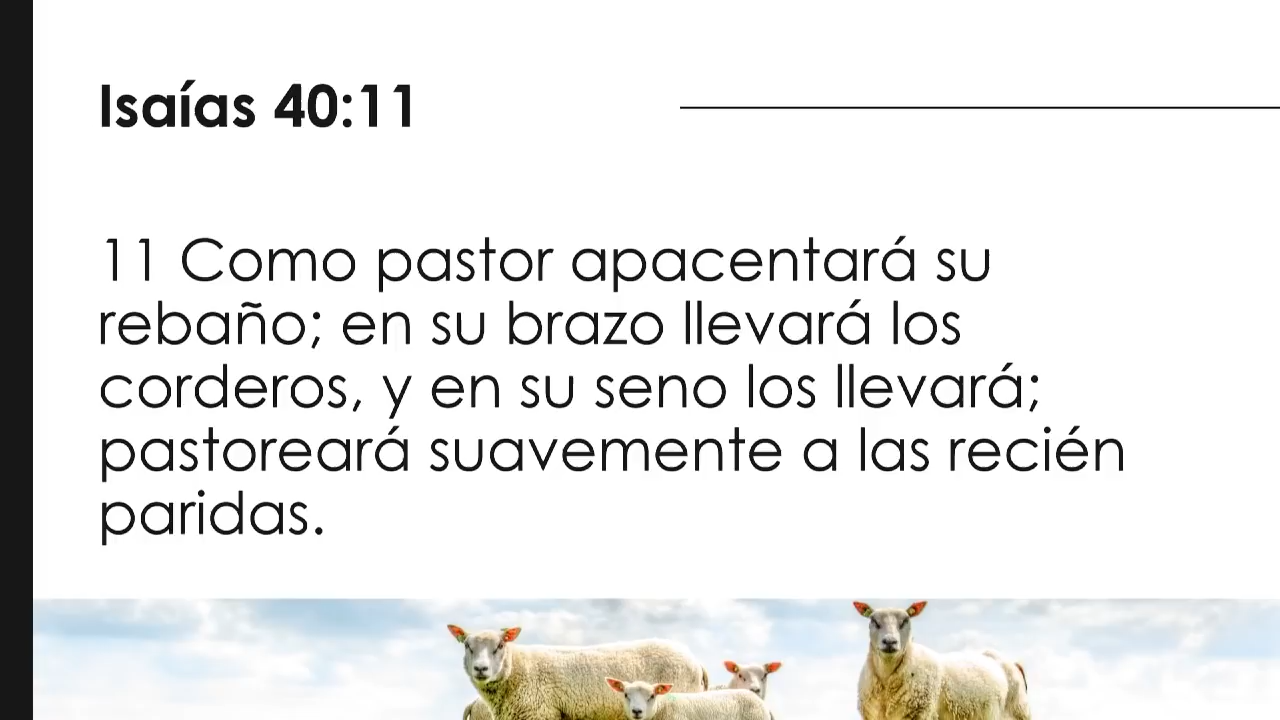 Isaías 40:11
11 Como pastor apacentará su
rebaño; en su brazo llevará los
corderos, y en su seno los llevará;
pastoreará suavemente a las recién
paridas.